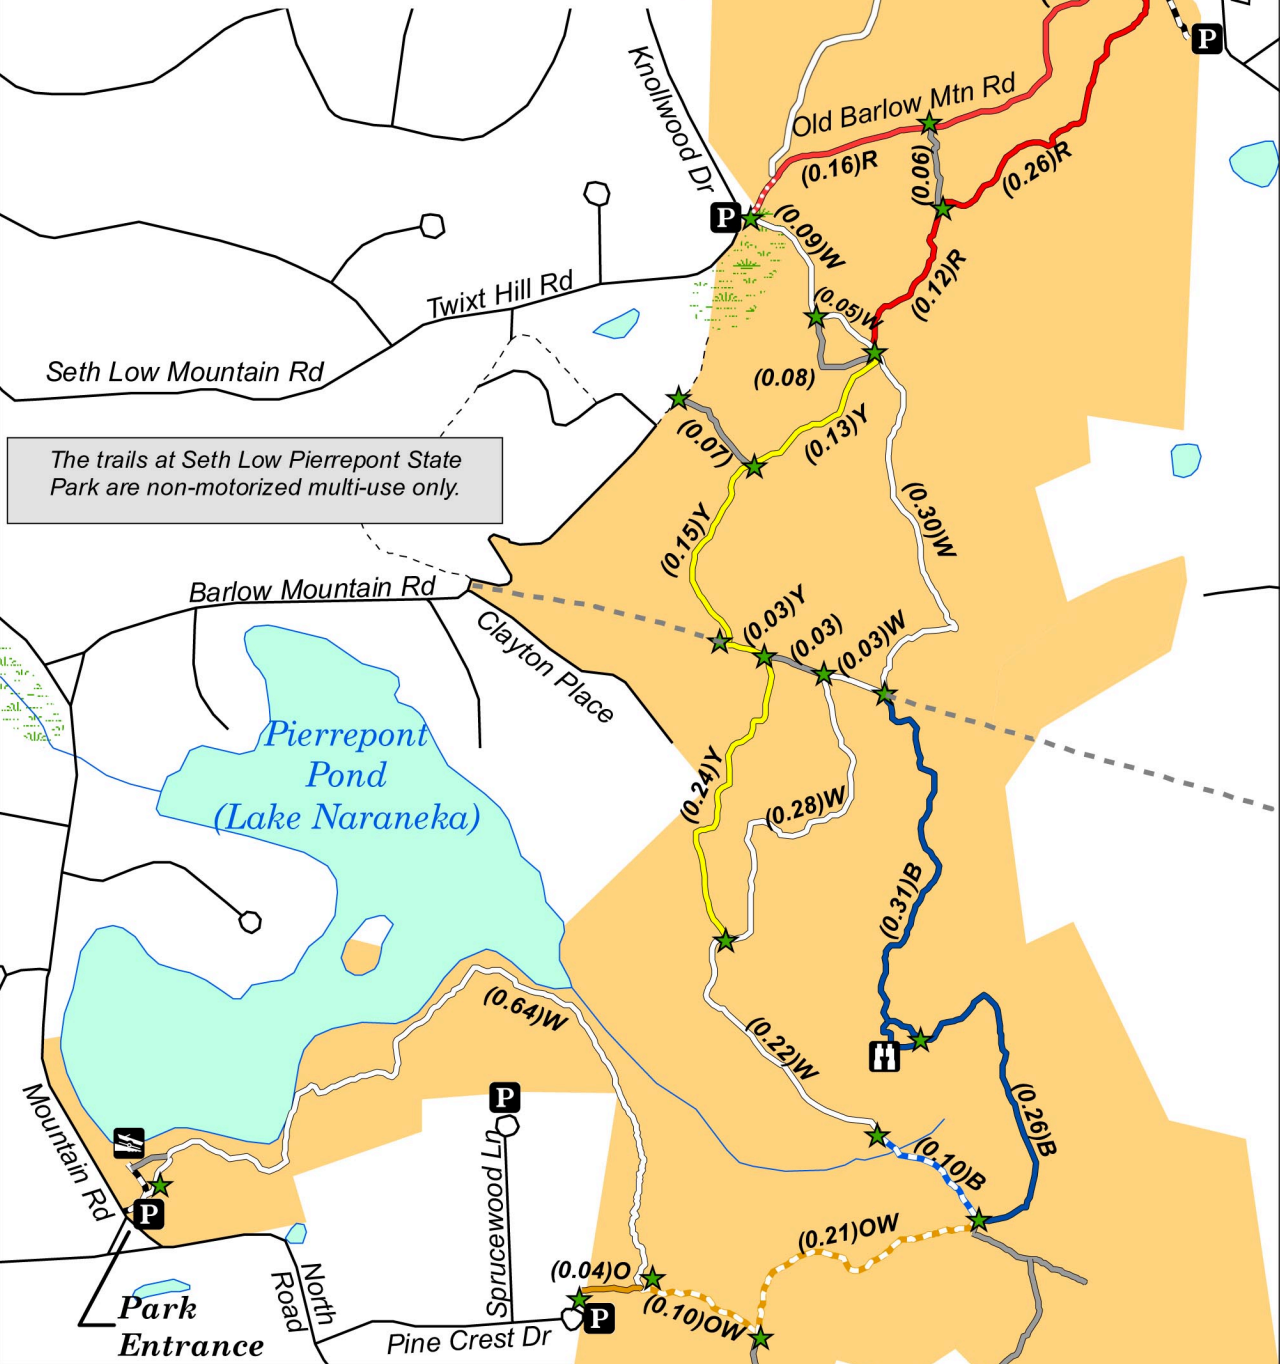 P
Knollwood Dr
Old Barlow Mtn Rd
(0.16)R
(0.06)
(0.26)R
P
(0.09)W
(0.12)R
Twixt Hill Rd
(0.05)W
Seth Low Mountain Rd
(0.08)
(0.13)Y
(0.07)
The trails at Seth Low Pierrepont State
Park are non-motorized multi-use only.
(0.30)W
(0.15)Y
Barlow Mountain Rd
(0.03)Y
(0.03)
(0.03)W
Clayton Place
Pierrepont
Pond
(Lake Naraneka)
(0.24)Y
(0.28)W
(0.31)B
(0.64)W
(0.22)W
(0.26)B
P
Mountain Rd
Sprucewood Ln
(0.10)B
P
(0.21)OW
(0.04)O
(0.10)OW
North
Road
P
Pine Crest Dr
Park
Entrance